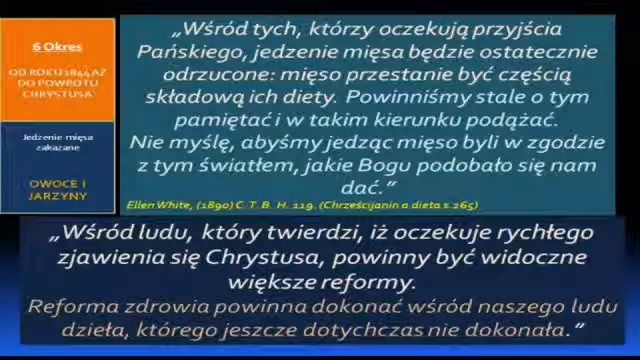 6 Okres
OD ROKU 1844 AŻ
DO POWROTU
CHRYSTUSA
Jedzenie mięsa
zakazane
OWOCE I
JARZYNY
„Wśród tych, którzy oczekują przyjścia
Pańskiego, jedzenie mięsa będzie ostatecznie
odrzucone: mięso przestanie być częścią
składową ich diety. Powinniśmy stale o tym
pamiętać i w takim kierunku podążać.
Nie myślę, abyśmy jedząc mięso byli w zgodzie
z tym światłem, jakie Bogu podobało się nam
dać.”
Ellen White, (1890) C. T. B. H. 119. (Chrześcijanin a dieta s.265)
„Wśród ludu, który twierdzi, iż oczekuje rychłego
zjawienia się Chrystusa, powinny być widoczne
większe reformy.
Reforma zdrowia powinna dokonać wśród naszego ludu
dzieła, którego jeszcze dotychczas nie dokonała.”